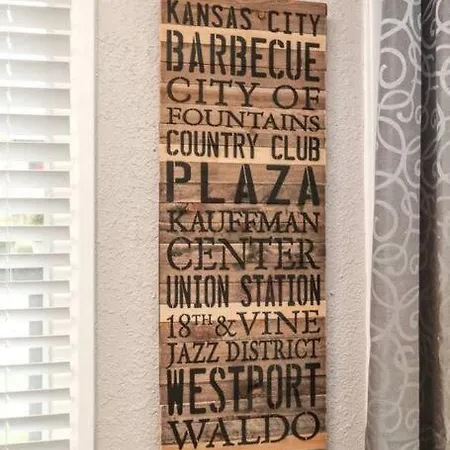 KANSAS CITY
BARBECUE
CITY OF
FOUNTAINS
COUNTRY CLUB
PLAZA
KAUFFMAN
CENTER
UNION STATION
18TH & VINE
JAZZ DISTRICT
WESTPORT
WALDO